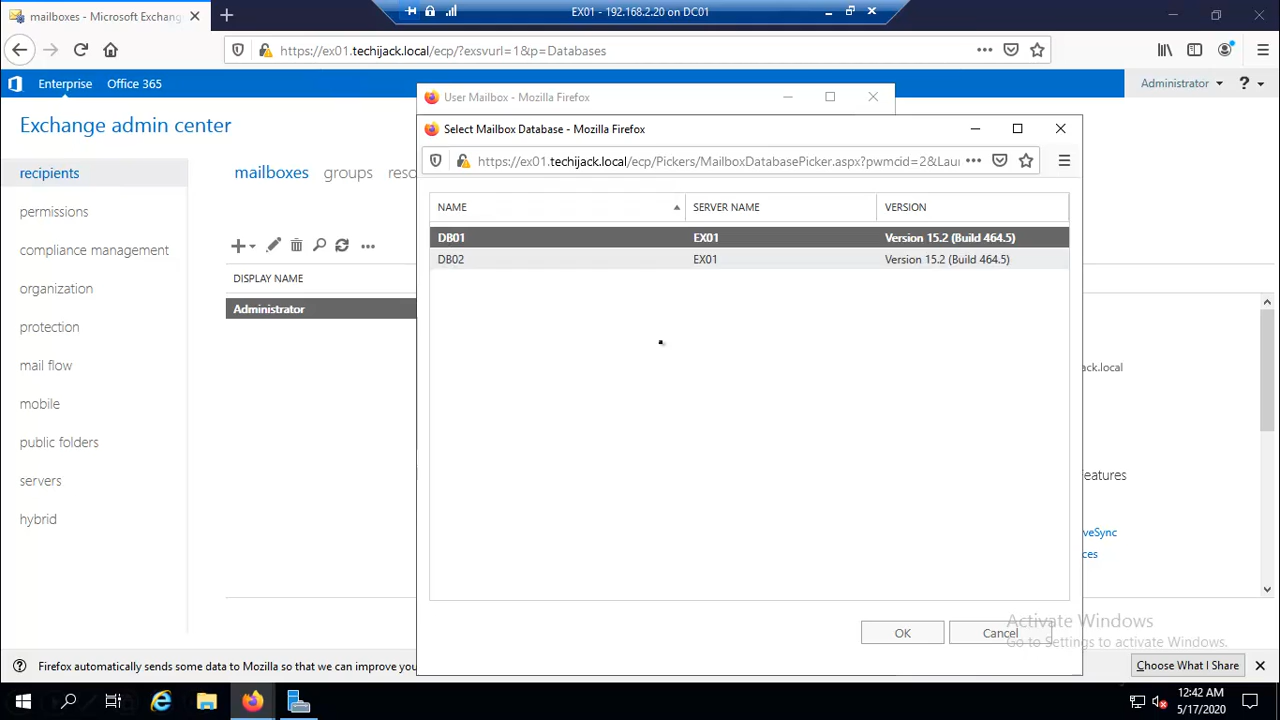 mailboxes - Microsoft Exchang
EX01 - 192.168.2.20 on DC01
https://ex01.techijack.local/ecp/?exsvurl=1&p=Databases
Enterprise
Office 365
Administrator
?
Exchange admin center
User Mailbox - Mozilla Firefox
Select Mailbox Database - Mozilla Firefox
https://ex01.techijack.local/ecp/Pickers/MailboxDatabasePicker.aspx?pwmcid=2&Lau
recipients
permissions
compliance management
organization
protection
mail flow
mobile
public folders
servers
hybrid
mailboxes
groups
reso
DISPLAY NAME
Administrator
NAME
SERVER NAME
VERSION
DB01
EX01
Version 15.2 (Build 464.5)
DB02
EX01
Version 15.2 (Build 464.5)
ack.local
eatures
veSync
ces
OK
Cancel
Activate Windows
Go to Settings to activate Windows.
Firefox automatically sends some data to Mozilla so that we can improve you
Choose What I Share
12:42 AM
5/17/2020